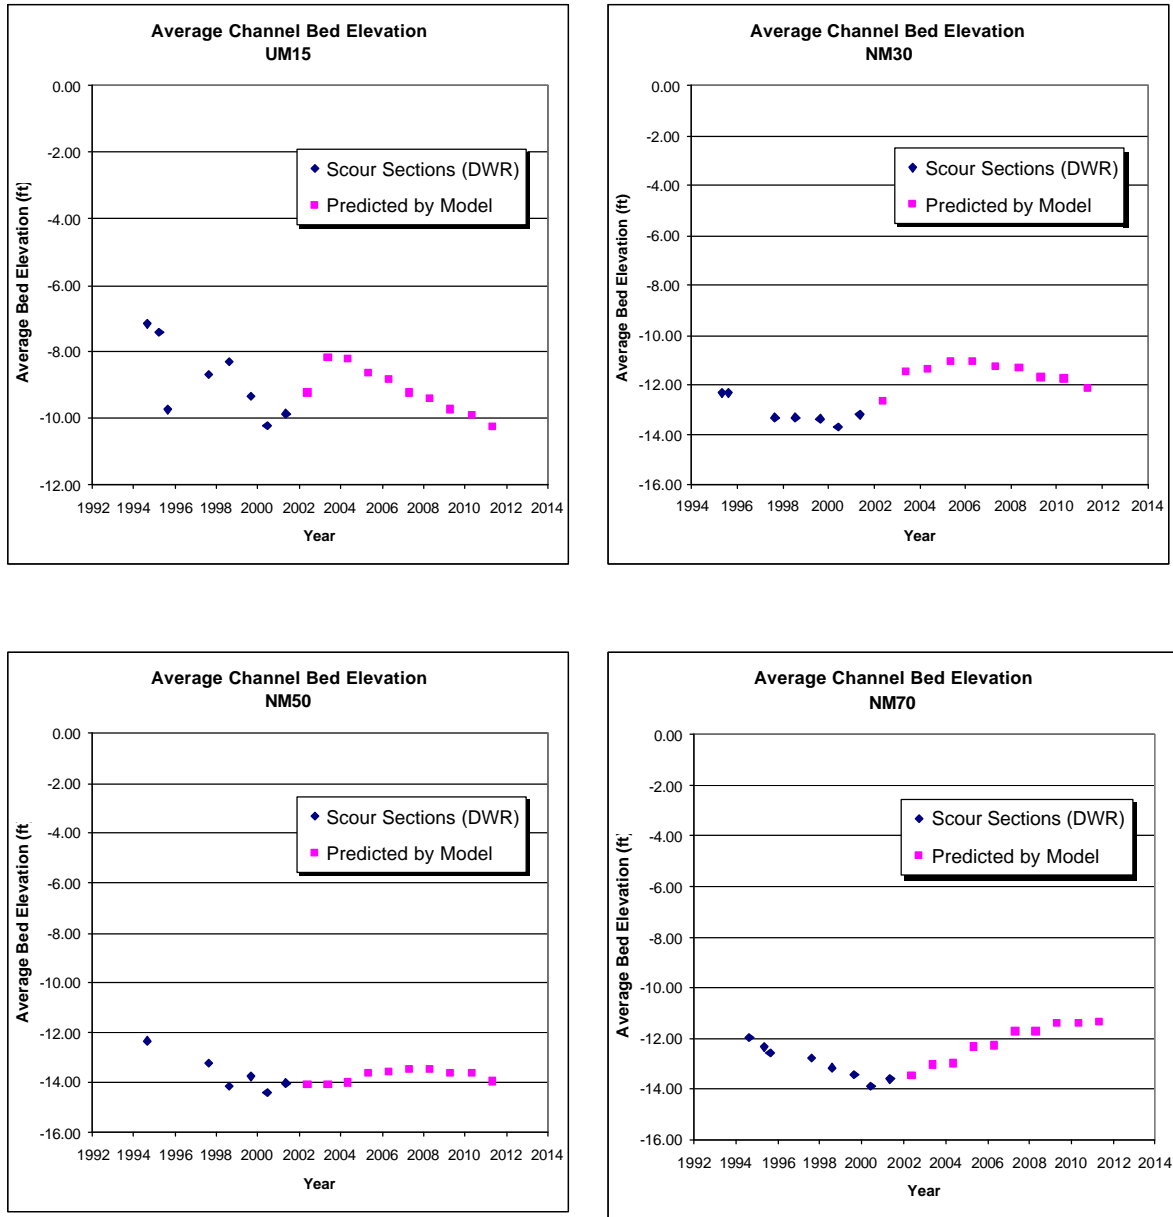 Average Channel Bed Elevation
UM15
0.00
-2.00
-4.00
-6.00
-8.00
-10.00
-12.00
Average Bed Elevation (ft)
Scour Sections (DWR)
Predicted by Model
1992 1994 1996 1998 2000 2002 2004 2006 2008 2010 2012 2014
Year
Average Channel Bed Elevation
NM30
0.00
-2.00
-4.00
-6.00
-8.00
-10.00
-12.00
-14.00
-16.00
Average Bed Elevation (ft)
Scour Sections (DWR)
Predicted by Model
1994 1996 1998 2000 2002 2004 2006 2008 2010 2012 2014
Year
Average Channel Bed Elevation
NM50
0.00
-2.00
-4.00
-6.00
-8.00
-10.00
-12.00
-14.00
-16.00
Average Bed Elevation (ft)
Scour Sections (DWR)
Predicted by Model
1992 1994 1996 1998 2000 2002 2004 2006 2008 2010 2012 2014
Year
Average Channel Bed Elevation
NM70
0.00
-2.00
-4.00
-6.00
-8.00
-10.00
-12.00
-14.00
-16.00
Average Bed Elevation (ft)
Scour Sections (DWR)
Predicted by Model
1992 1994 1996 1998 2000 2002 2004 2006 2008 2010 2012 2014
Year